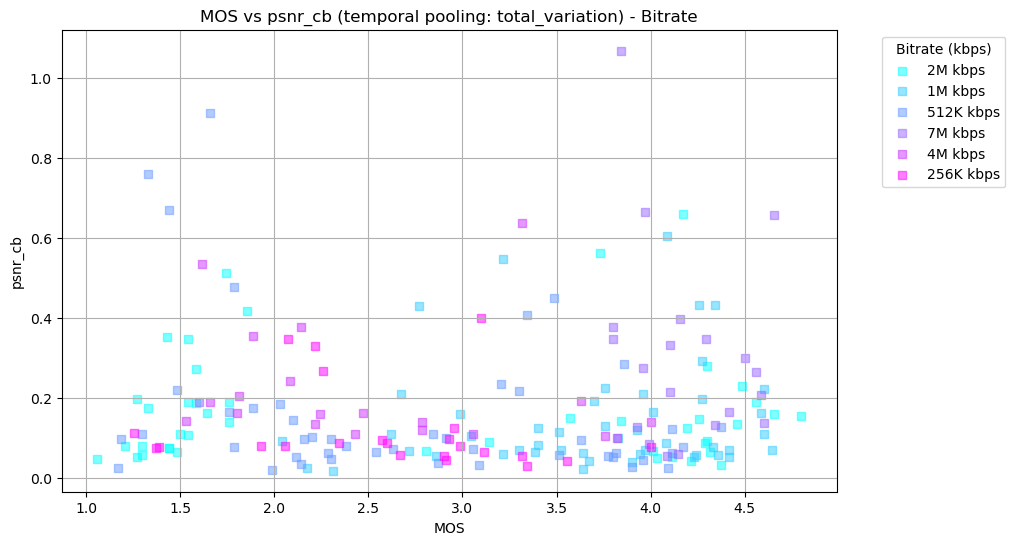 MOS vs psnr_cb (temporal pooling: total_variation) - Bitrate
Bitrate (kbps)
2M kbps
1M kbps
512K kbps
7M kbps
4M kbps
256K kbps
psnr_cb
1.0
0.8
0.6
0.4
0.2
0.0
1.0 1.5 2.0 2.5 3.0 3.5 4.0 4.5
MOS